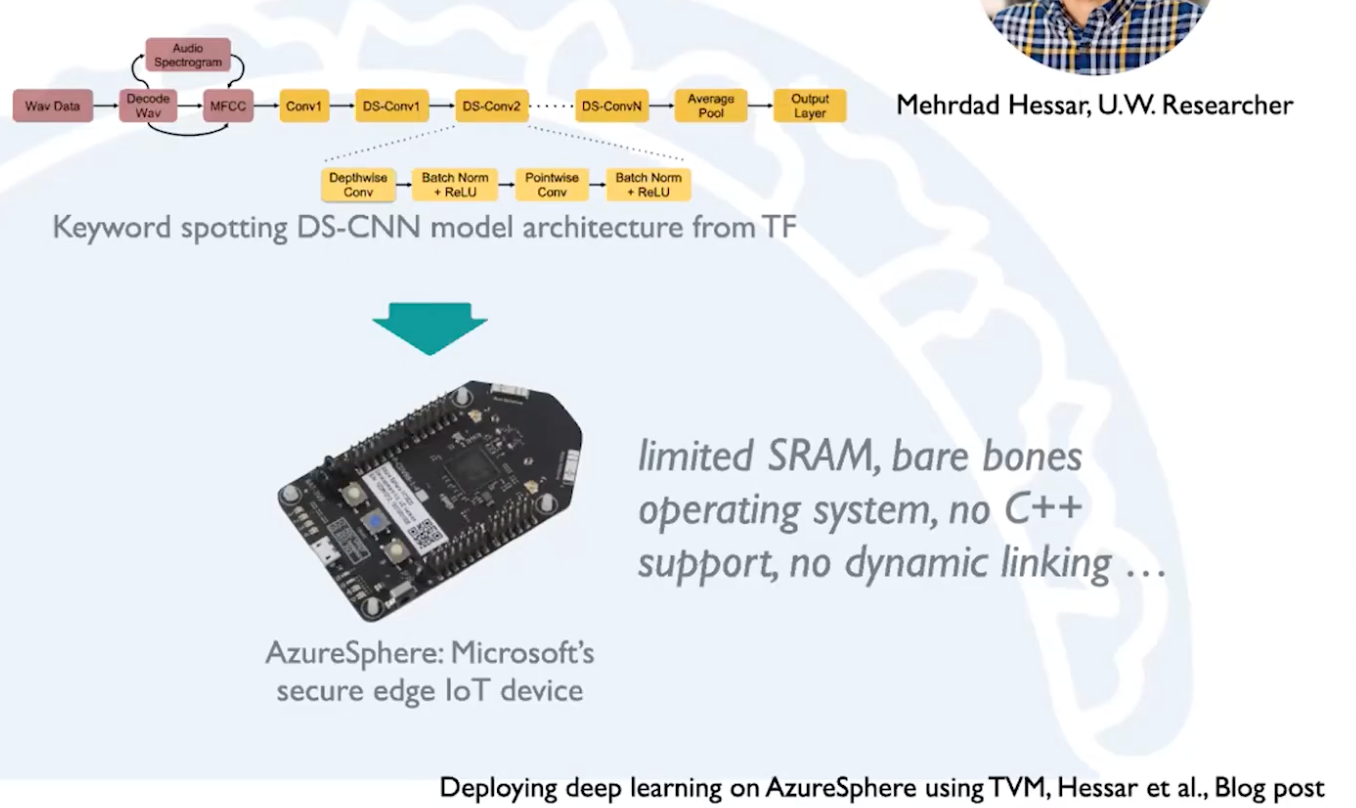 Audio
Spectrogram
Wav Data
Decode
Wav
MFCC
Conv1
DS-Conv1
DS-Conv2
DS-ConvN
Average
Pool
Output
Layer
Mehrdad Hessar, U.W. Researcher
Depthwise
Conv
Batch Norm
+ ReLU
Pointwise
Conv
Batch Norm
+ ReLU
Keyword spotting DS-CNN model architecture from TF
limited SRAM, bare bones
operating system, no C++
support, no dynamic linking …
AzureSphere: Microsoft's
secure edge IoT device
Deploying deep learning on AzureSphere using TVM, Hessar et al., Blog post